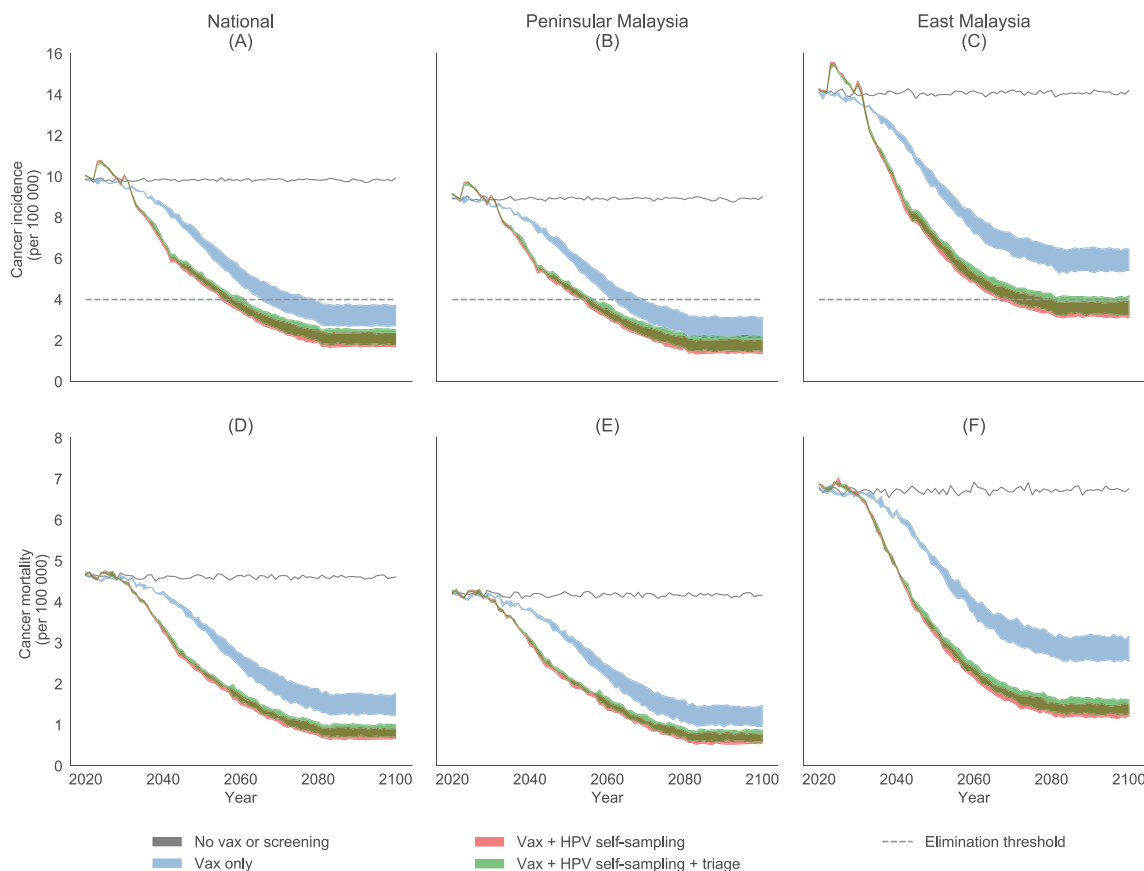 National
(A)
Peninsular Malaysia
(B)
East Malaysia
(C)
Cancer incidence
(per 100 000)
16
14
12
10
8
6
4
2
0
(D)
(E)
(F)
Cancer mortality
(per 100 000)
8
7
6
5
4
3
2
1
0
2020 2040 2060 2080 2100
Year
2020 2040 2060 2080 2100
Year
2020 2040 2060 2080 2100
Year
No vax or screening
Vax only
Vax + HPV self-sampling
Vax + HPV self-sampling + triage
Elimination threshold